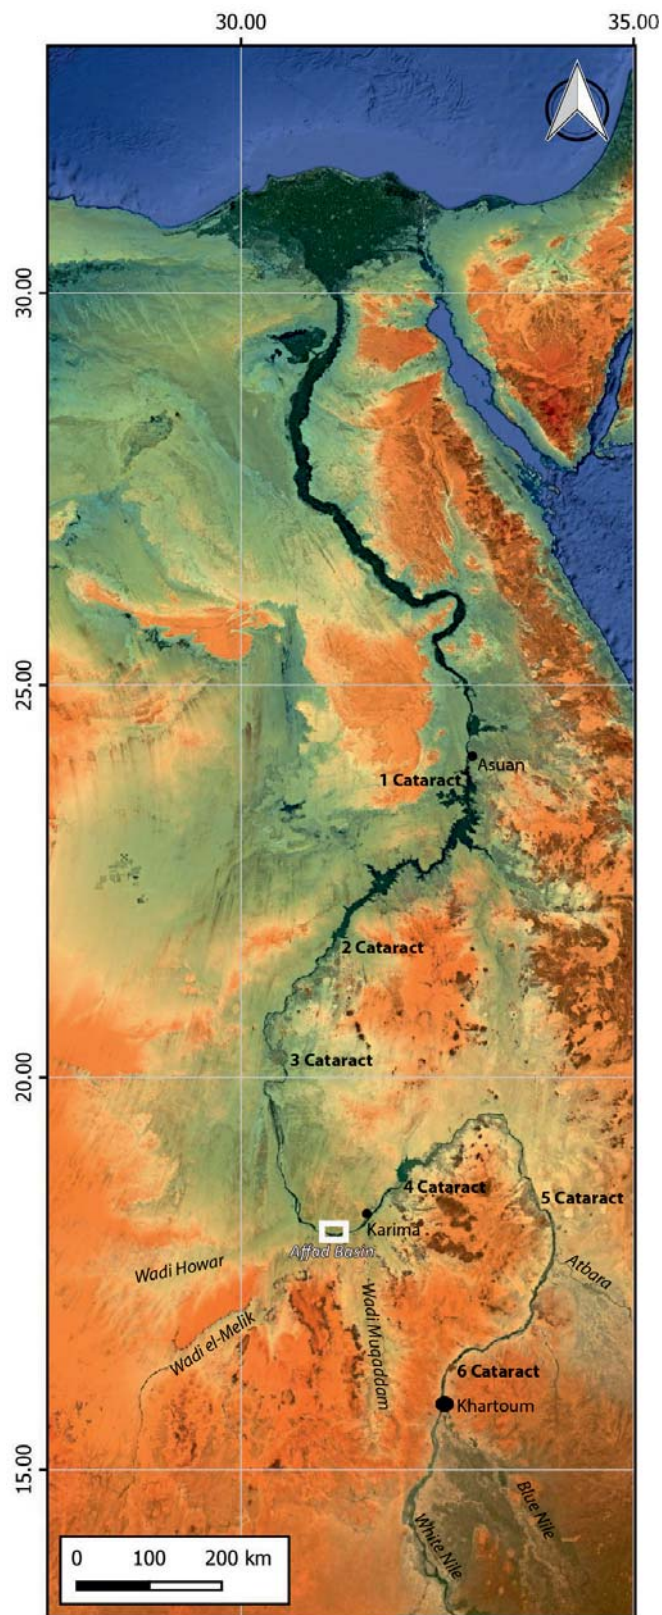 30.00
35.00
30.00
25.00
Asuan
1 Cataract
2 Cataract
3 Cataract
20.00
4 Cataract
5 Cataract
Karima
Affad Basin
Wadi Howar
Atbara
Wadi el-Melik
Wadi Muqaddam
6 Cataract
Khartoum
15.00
Blue Nile
White Nile
0 100 200 km